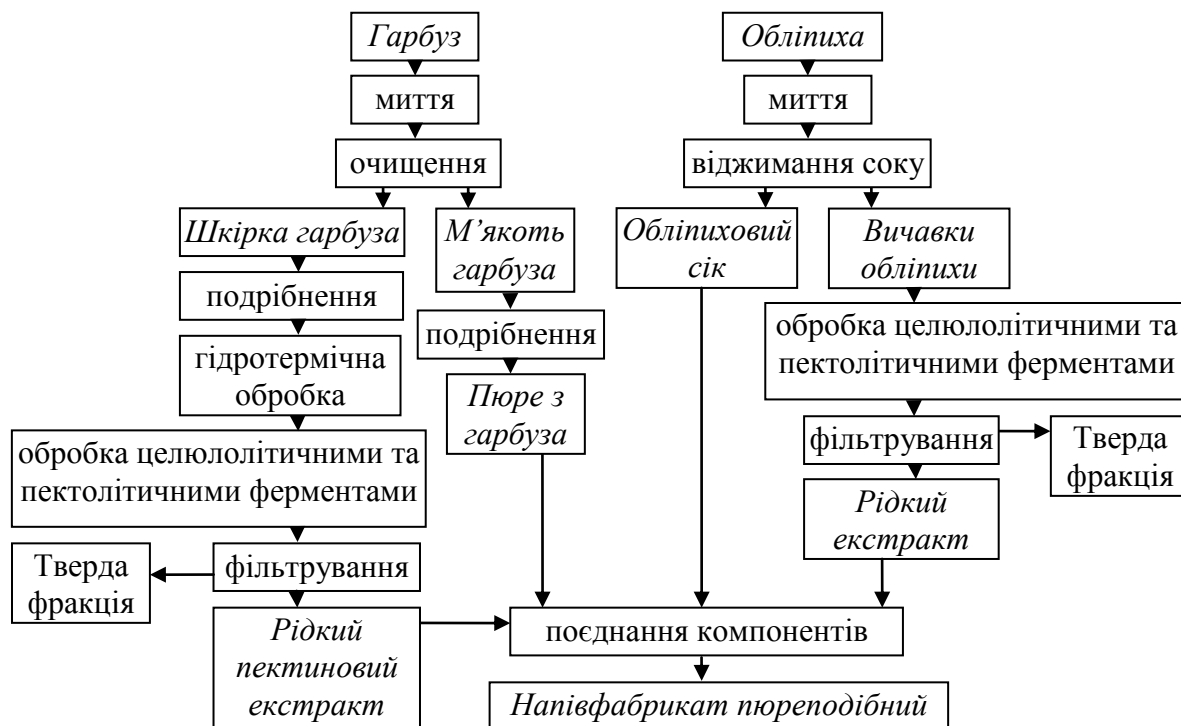 Гарбуз
Обліпиха
миття
миття
очищення
віджимання соку
Шкірка гарбуза
М’якоть
гарбуза
Обліпиховий
сік
Вичавки
обліпихи
подрібнення
подрібнення
обробка целюлолітичними та
пектолітичними ферментами
гідротермічна
обробка
Пюре з
гарбуза
фільтрування
Тверда
фракція
обробка целюлолітичними та
пектолітичними ферментами
Рідкий
екстракт
Тверда
фракція
фільтрування
Рідкий
пектиновий
екстракт
поєднання компонентів
Напівфабрикат пюреподібний